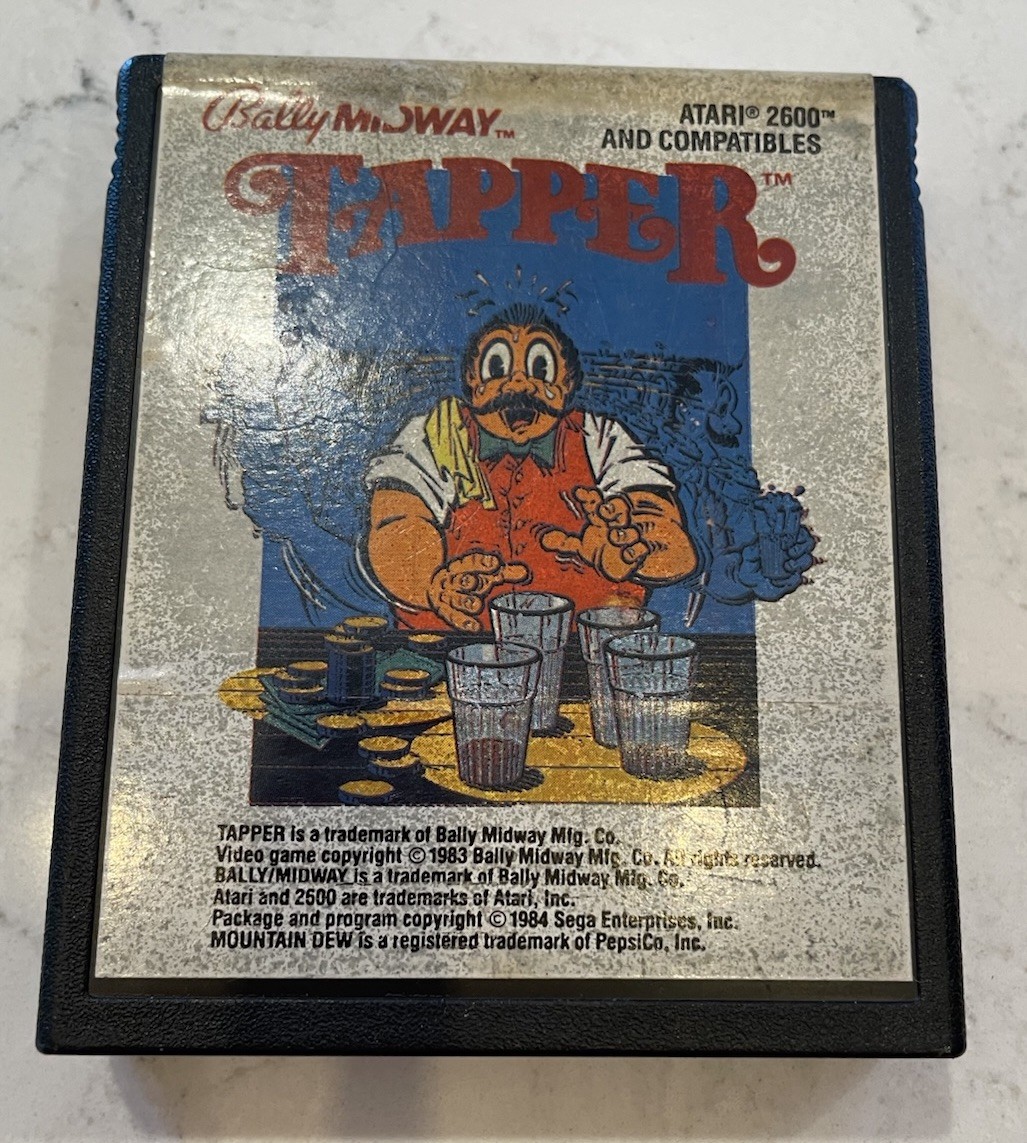 Bally MIDWAY™
ATARI® 2600™
AND COMPATIBLES
TAPPER™
TAPPER is a trademark of Bally Midway Mfg. Co.
Video game copyright © 1983 Bally Midway Mfg. Co. All rights reserved.
BALLY/MIDWAY is a trademark of Bally Midway Mfg. Co.
Atari and 2600 are trademarks of Atari, Inc.
Package and program copyright © 1984 Sega Enterprises, Inc.
MOUNTAIN DEW is a registered trademark of PepsiCo, Inc.